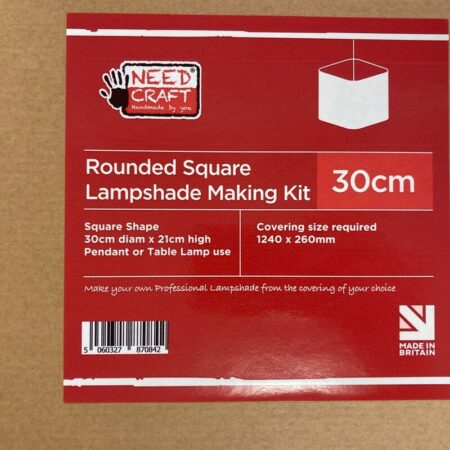 NEED®
CRAFT
Handmade by you
Rounded Square
Lampshade Making Kit
30cm
Square Shape
30cm diam x 21cm high
Pendant or Table Lamp use
Covering size required
1240 x 260mm
Make your own Professional Lampshade from the covering of your choice
5 060327 870842
MADE IN
BRITAIN